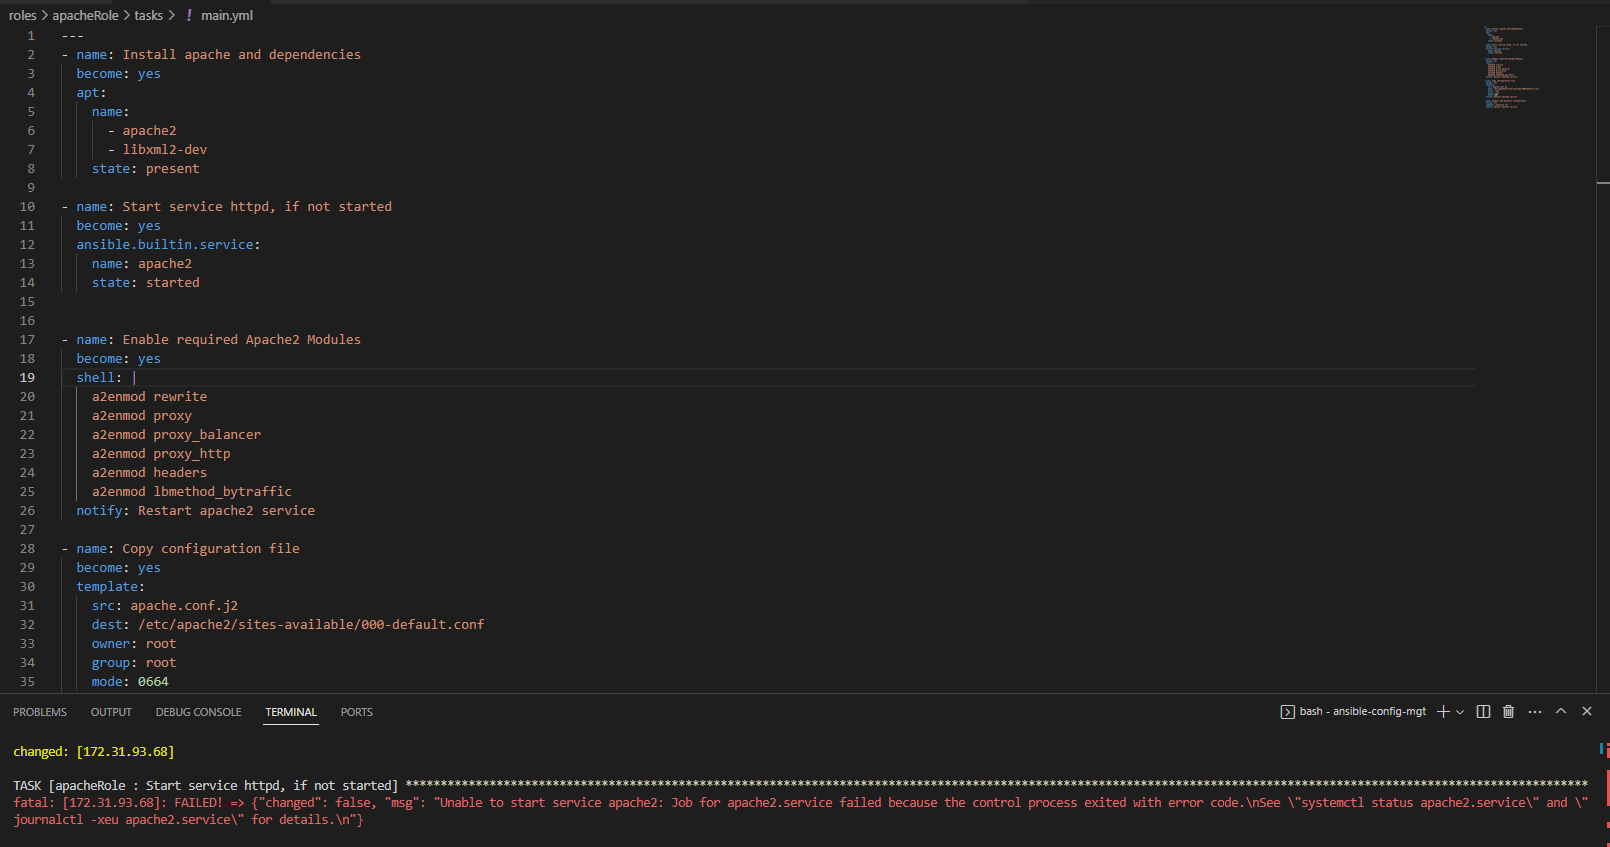 roles > apacheRole > tasks > ! main.yml
1 ---
2 - name: Install apache and dependencies
3 become: yes
4 apt:
5 name:
6 - apache2
7 - libxml2-dev
8 state: present
9
10 - name: Start service httpd, if not started
11 become: yes
12 ansible.builtin.service:
13 name: apache2
14 state: started
15
16
17 - name: Enable required Apache2 Modules
18 become: yes
19 shell: |
20 a2enmod rewrite
21 a2enmod proxy
22 a2enmod proxy_balancer
23 a2enmod proxy_http
24 a2enmod headers
25 a2enmod lbmethod_bytraffic
26 notify: Restart apache2 service
27
28 - name: Copy configuration file
29 become: yes
30 template:
31 src: apache.conf.j2
32 dest: /etc/apache2/sites-available/000-default.conf
33 owner: root
34 group: root
35 mode: 0664
PROBLEMS OUTPUT DEBUG CONSOLE TERMINAL PORTS bash - ansible-config-mgt
changed: [172.31.93.68]
TASK [apacheRole : Start service httpd, if not started] ****************************************************************************************************************************************************
fatal: [172.31.93.68]: FAILED! => {"changed": false, "msg": "Unable to start service apache2: Job for apache2.service failed because the control process exited with error code.\nSee \"systemctl status apache2.service\" and \"
journalctl -xeu apache2.service\" for details.\n"}